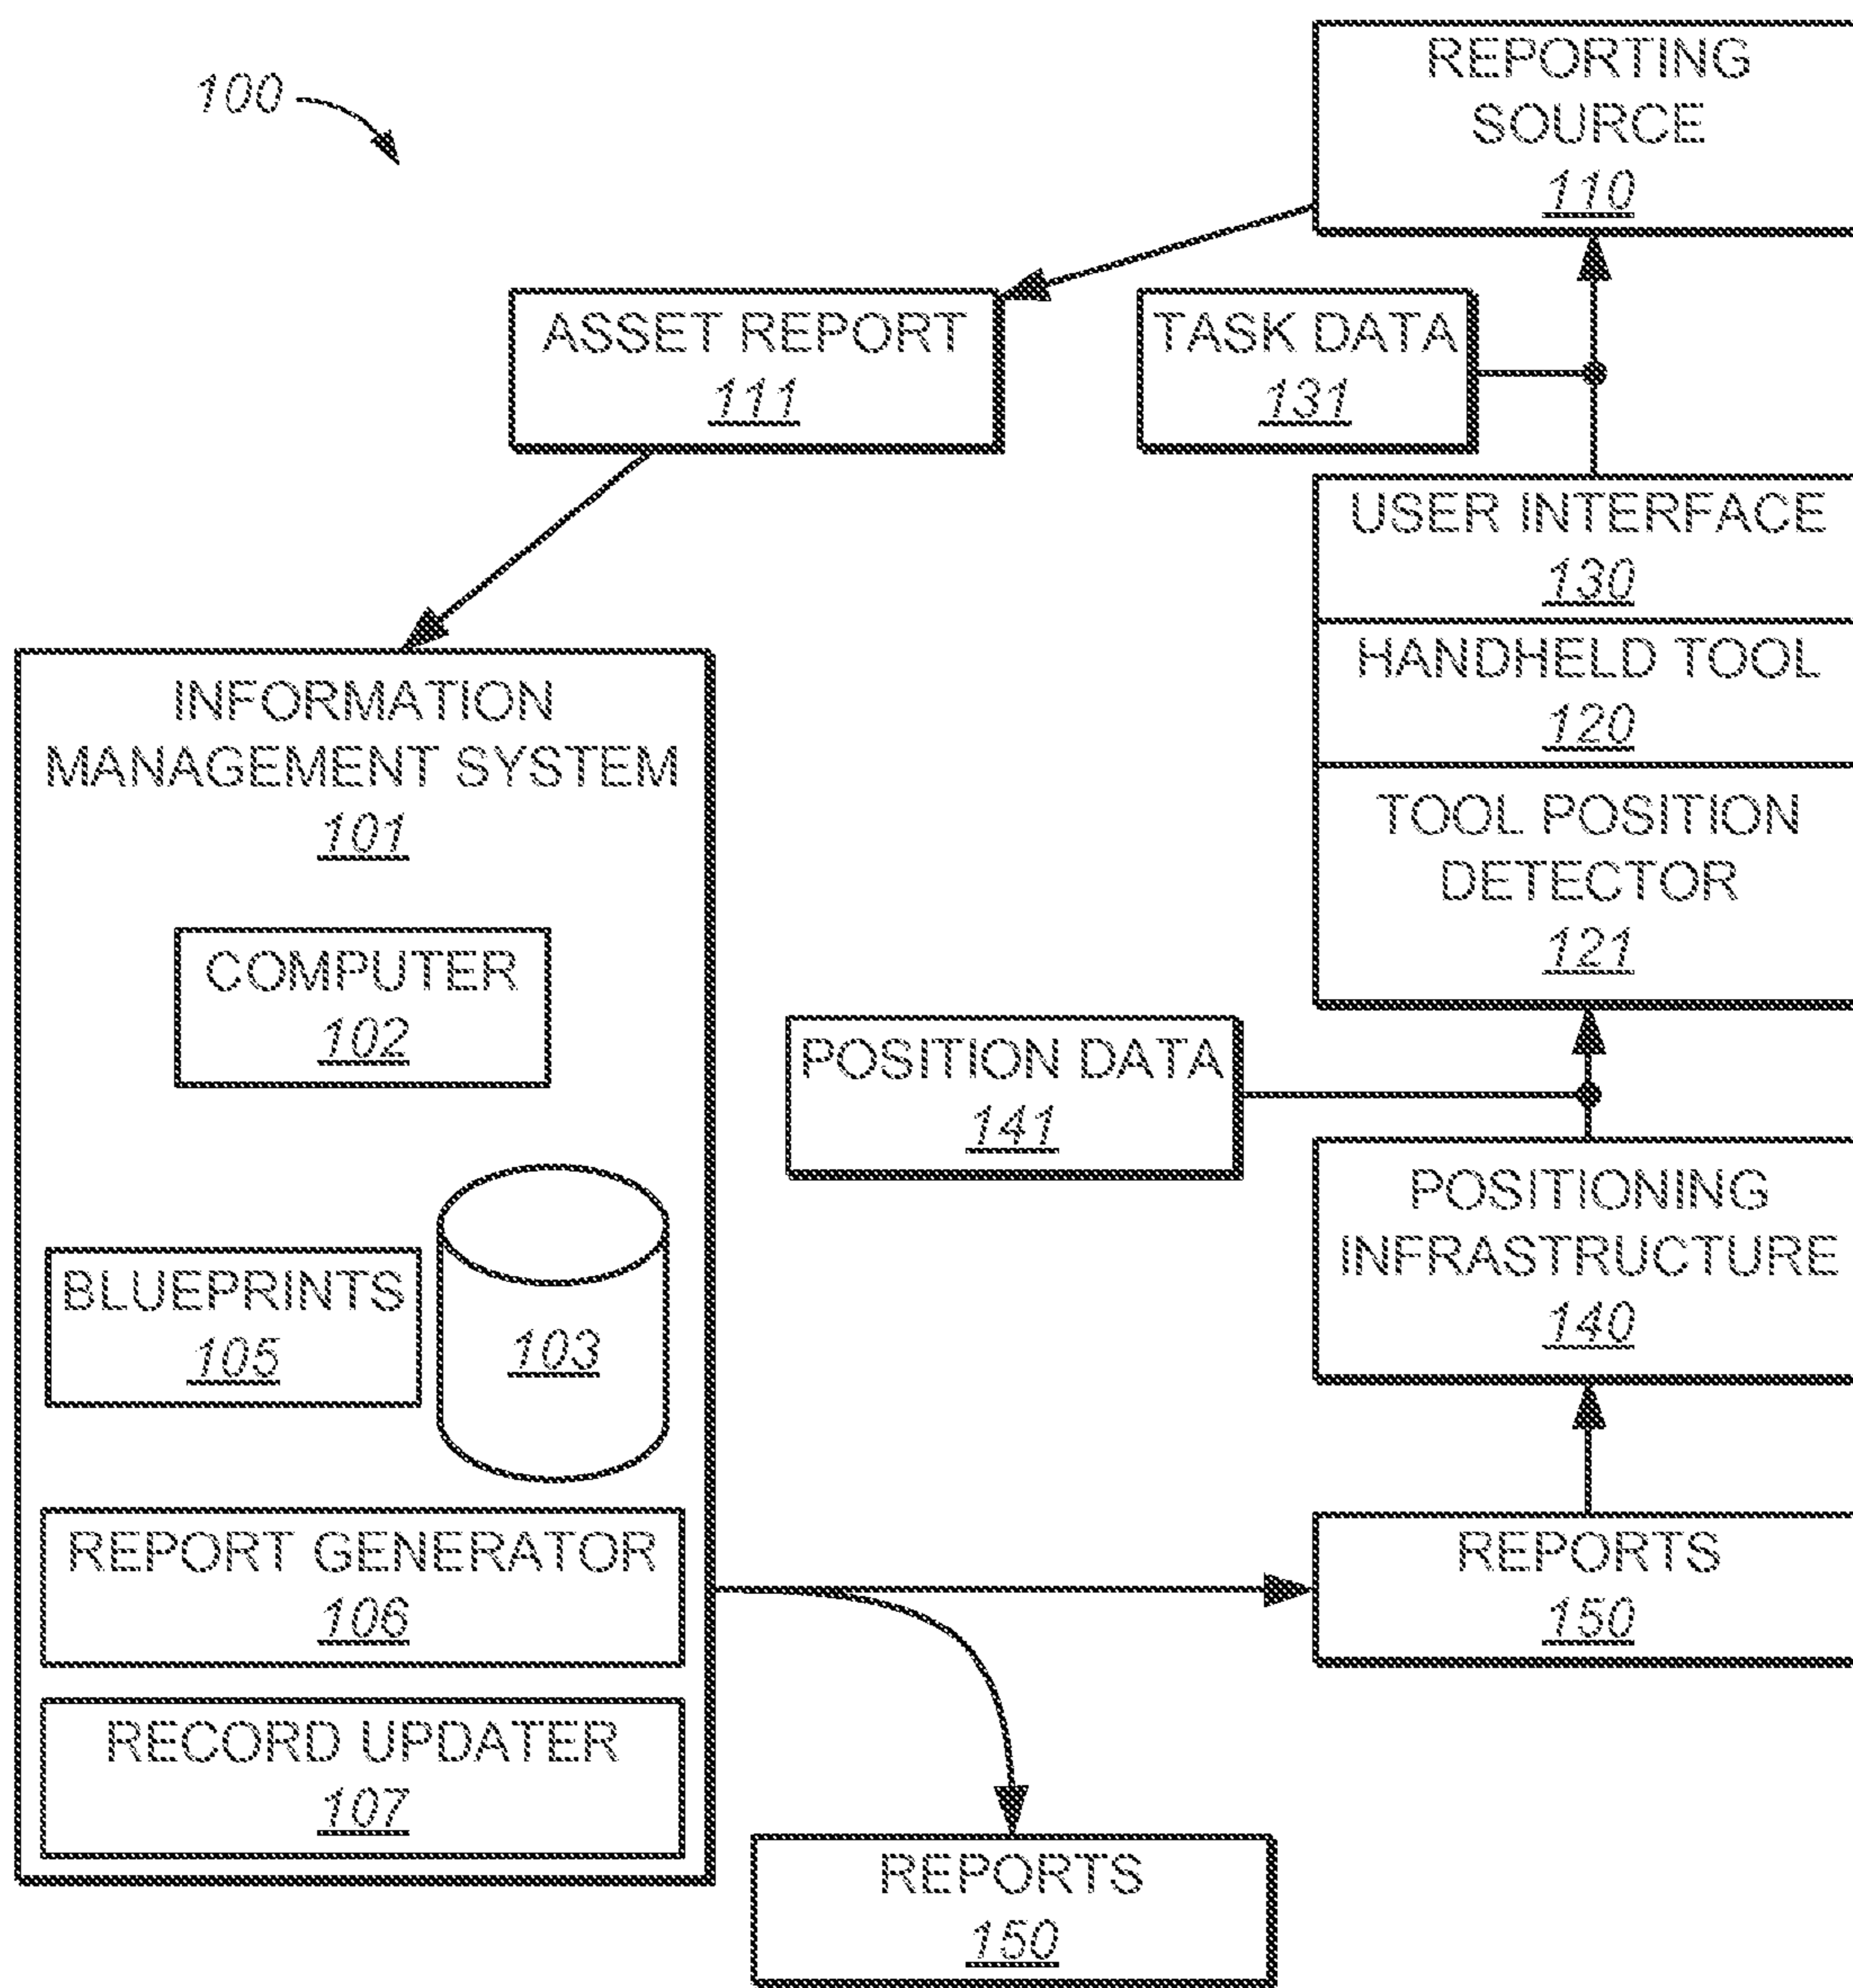 100
REPORTING
SOURCE
110
ASSET REPORT
111
TASK DATA
131
USER INTERFACE
130
HANDHELD TOOL
120
TOOL POSITION
DETECTOR
121
INFORMATION
MANAGEMENT SYSTEM
101
COMPUTER
102
POSITION DATA
141
POSITIONING
INFRASTRUCTURE
140
BLUEPRINTS
105
103
REPORT GENERATOR
106
REPORTS
150
RECORD UPDATER
107
REPORTS
150